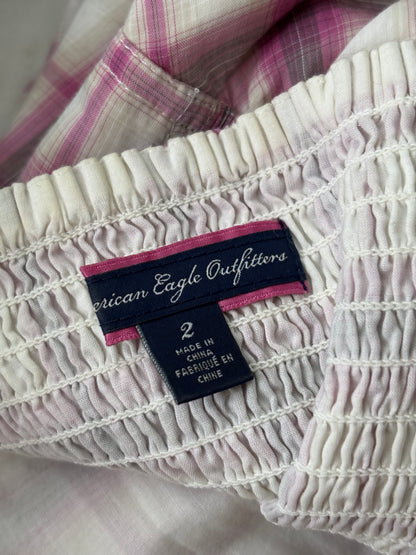 erican Eagle Outfitters
2
MADE IN
CHINA
FABRIQUÉ EN
CHINE